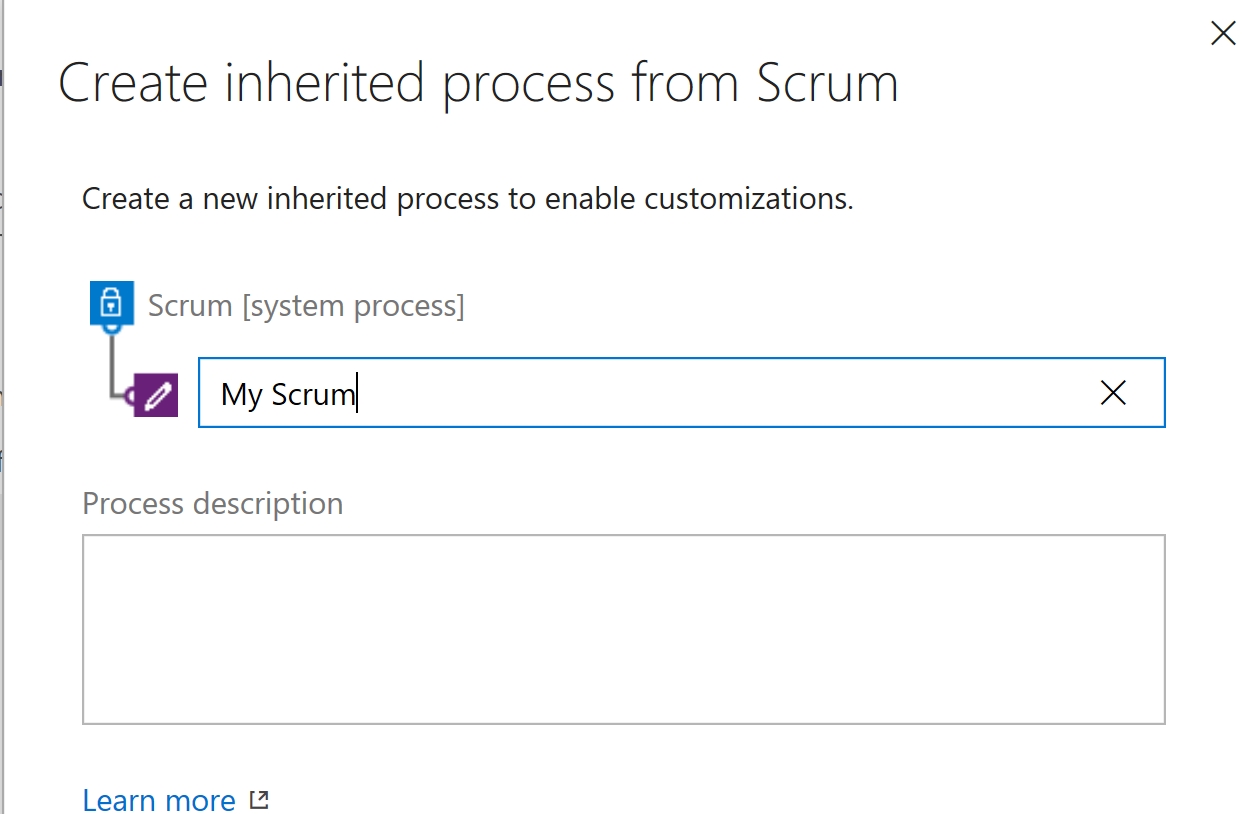 Create inherited process from Scrum
Create a new inherited process to enable customizations.
Scrum [system process]
My Scrum
Process description
Learn more